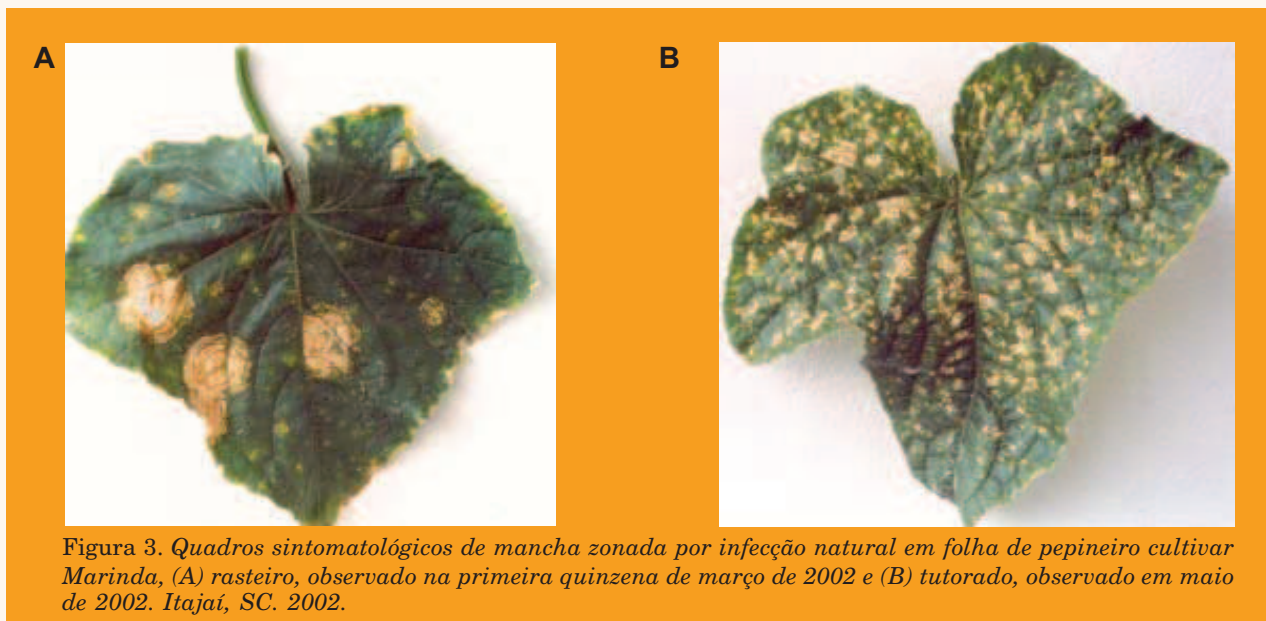 A
B
Figura 3. Quadros sintomatológicos de mancha zonada por infecção natural em folha de pepineiro cultivar
Marinda, (A) rasteiro, observado na primeira quinzena de março de 2002 e (B) tutorado, observado em maio
de 2002. Itajaí, SC. 2002.